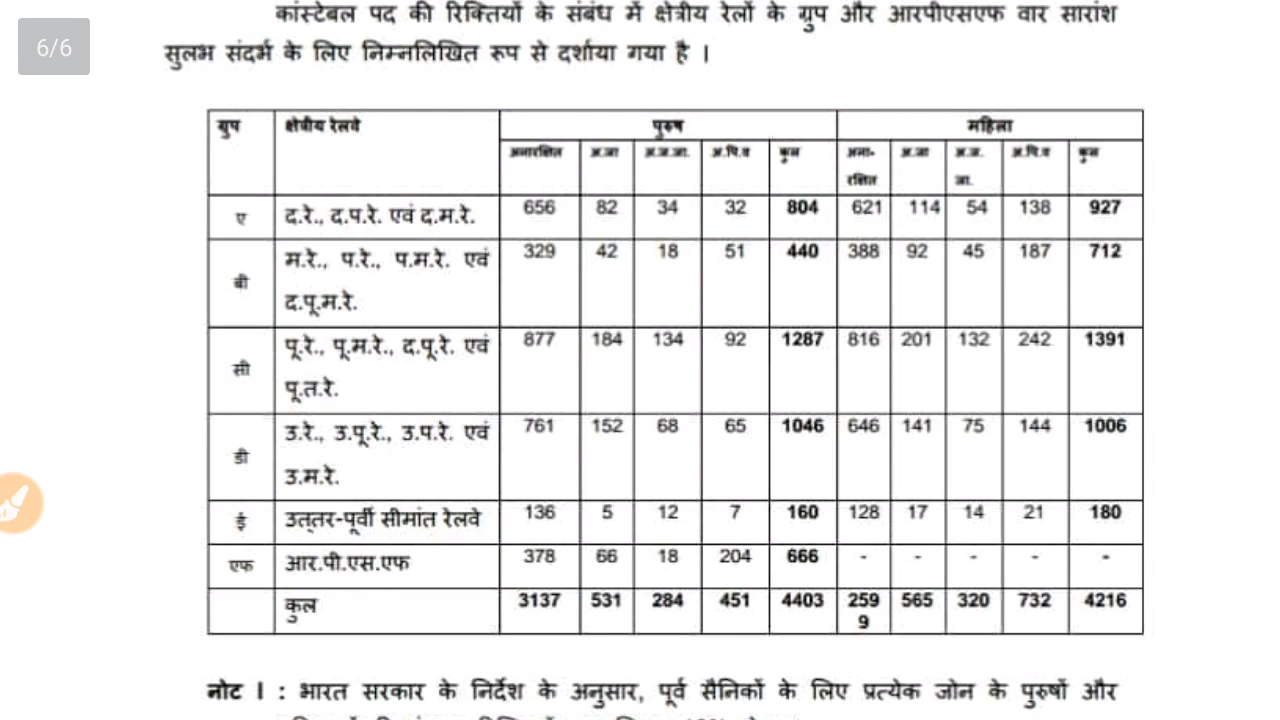 कांस्टेबल पद की रिक्तियों के संबंध में क्षेत्रीय रेलों के ग्रुप और आरपीएसएफ वार सारांश
6/6
सुलभ संदर्भ के लिए निम्नलिखित रूप से दर्शाया गया है ।
ग्रुप क्षेत्रीय रेलवे पुरुष महिला
अनारक्षित अ.जा अ.ज.जा. अ.पि.व कुल अना- अ.जा अ.ज. अ.पि.व कुल
रक्षित जा.
ए द.रे., द.प.रे. एवं द.म.रे. 656 82 34 32 804 621 114 54 138 927
बी म.रे., प.रे., प.म.रे. एवं 329 42 18 51 440 388 92 45 187 712
द.पू.म.रे.
सी पू.रे., पू.म.रे., द.पू.रे. एवं 877 184 134 92 1287 816 201 132 242 1391
पू.त.रे.
डी उ.रे., उ.पू.रे., उ.प.रे. एवं 761 152 68 65 1046 646 141 75 144 1006
उ.म.रे.
ई उत्तर-पूर्वी सीमांत रेलवे 136 5 12 7 160 128 17 14 21 180
एफ आर.पी.एस.एफ 378 66 18 204 666 - - - - -
कुल 3137 531 284 451 4403 259 565 320 732 4216
9
नोट । : भारत सरकार के निर्देश के अनुसार, पूर्व सैनिकों के लिए प्रत्येक जोन के पुरुषों और